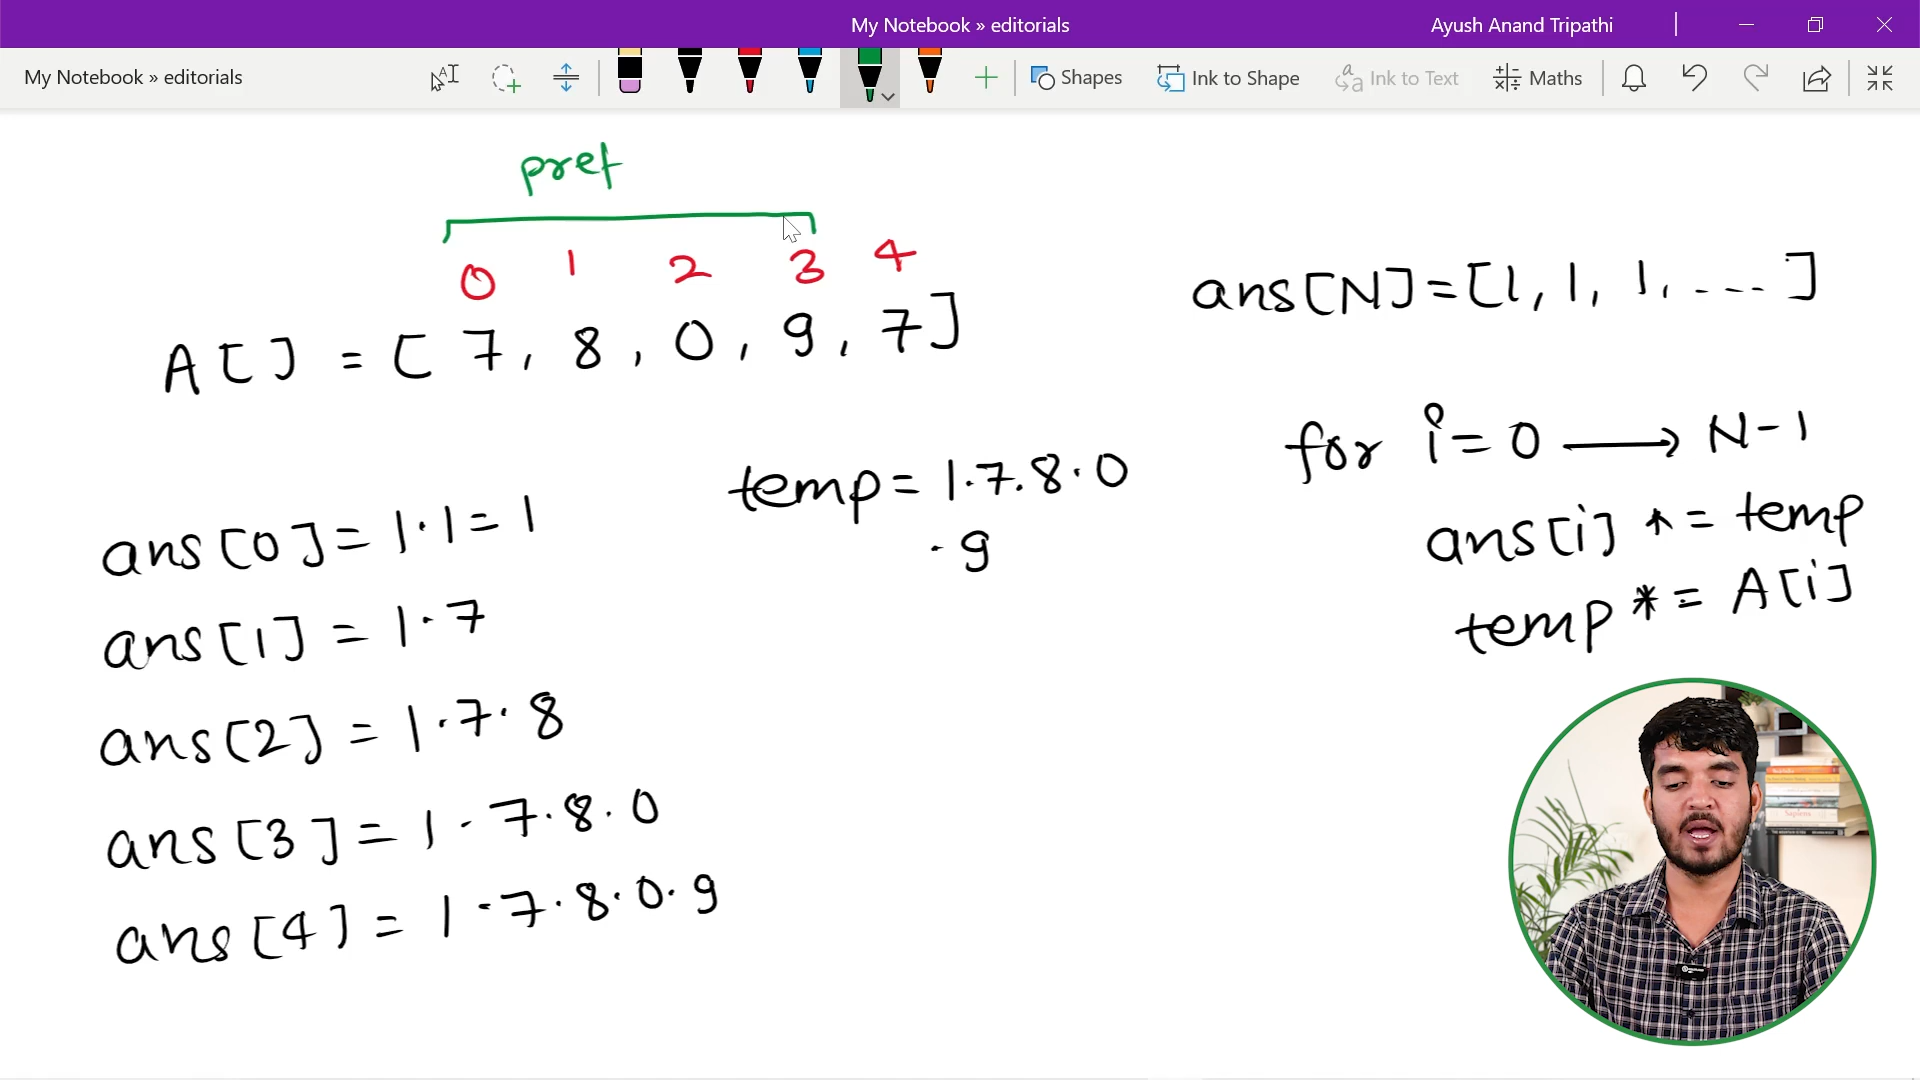 My Notebook » editorials
Ayush Anand Tripathi
My Notebook » editorials
Shapes
Ink to Shape
Ink to Text
Maths
pref
0 1 2 3 4
A[] = [7, 8, 0, 9, 7]
ans[N]=[1, 1, 1, ....]
for i=0 → N-1
ans[i] *= temp
temp *= A[i]
temp = 1.7.8.0
.9
ans[0]= 1.1= 1
ans[1] = 1.7
ans[2] = 1.7.8
ans[3] = 1.7.8.0
ans[4] = 1.7.8.0.9